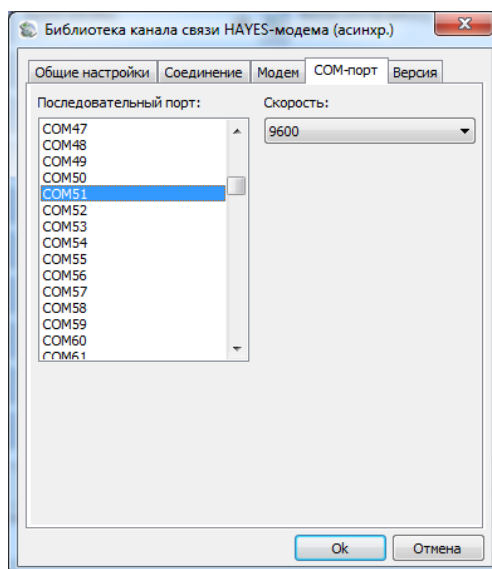 Библиотека канала связи HAYES-модема (асинхр.)
Общие настройки Соединение Модем COM-порт Версия
Последовательный порт: Скорость:
COM47 9600
COM48
COM49
COM50
COM51
COM52
COM53
COM54
COM55
COM56
COM57
COM58
COM59
COM60
COM61
Ok Отмена